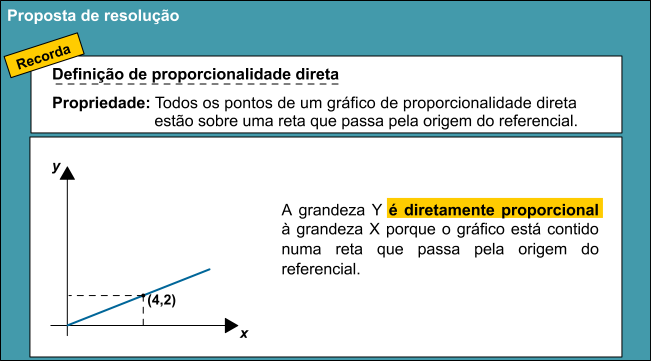 Proposta de resolução
Recorda
Definição de proporcionalidade direta
Propriedade: Todos os pontos de um gráfico de proporcionalidade direta
estão sobre uma reta que passa pela origem do referencial.
y
(4,2)
x
A grandeza Y é diretamente proporcional
à grandeza X porque o gráfico está contido
numa reta que passa pela origem do
referencial.